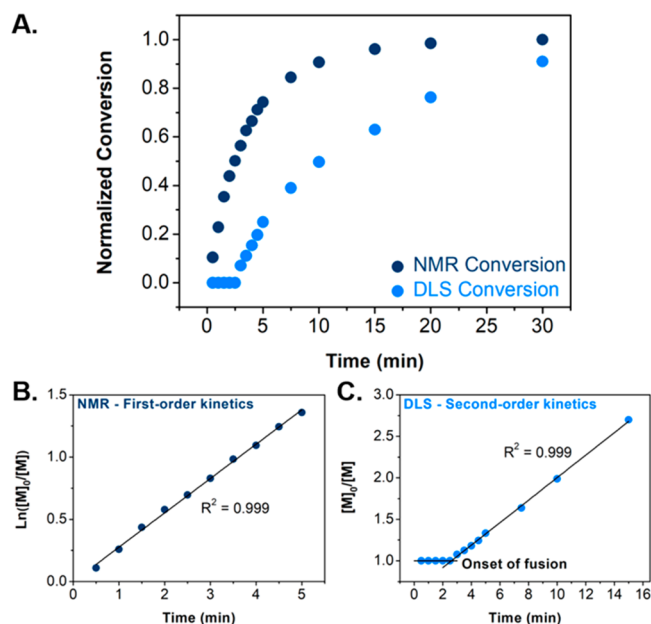 A.
Normalized Conversion
1.0
0.8
0.6
0.4
0.2
0.0
NMR Conversion
DLS Conversion
0 5 10 15 20 25 30
Time (min)
B.
NMR - First-order kinetics
Ln([M]₀/[M])
1.5
1.0
0.5
0.0
R² = 0.999
0 1 2 3 4 5
Time (min)
C.
DLS - Second-order kinetics
[M]₀/[M]
3.0
2.5
2.0
1.5
1.0
R² = 0.999
Onset of fusion
0 2 4 6 8 10 12 14 16
Time (min)